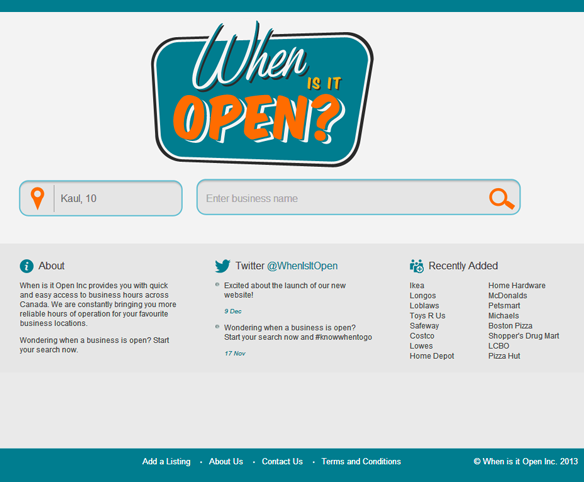 When
IS IT
OPEN?
Kaul, 10
Enter business name
About
When is it Open Inc provides you with quick
and easy access to business hours across
Canada. We are constantly bringing you more
reliable hours of operation for your favourite
business locations.
Wondering when a business is open? Start
your search now.
Twitter @WhenIsItOpen
Excited about the launch of our new
website!
9 Dec
Wondering when a business is open?
Start your search now and #knowwhentogo
17 Nov
Recently Added
Ikea
Longos
Loblaws
Toys R Us
Safeway
Costco
Lowes
Home Depot
Home Hardware
McDonalds
Petsmart
Michaels
Boston Pizza
Shopper's Drug Mart
LCBO
Pizza Hut
Add a Listing • About Us • Contact Us • Terms and Conditions
© When is it Open Inc. 2013